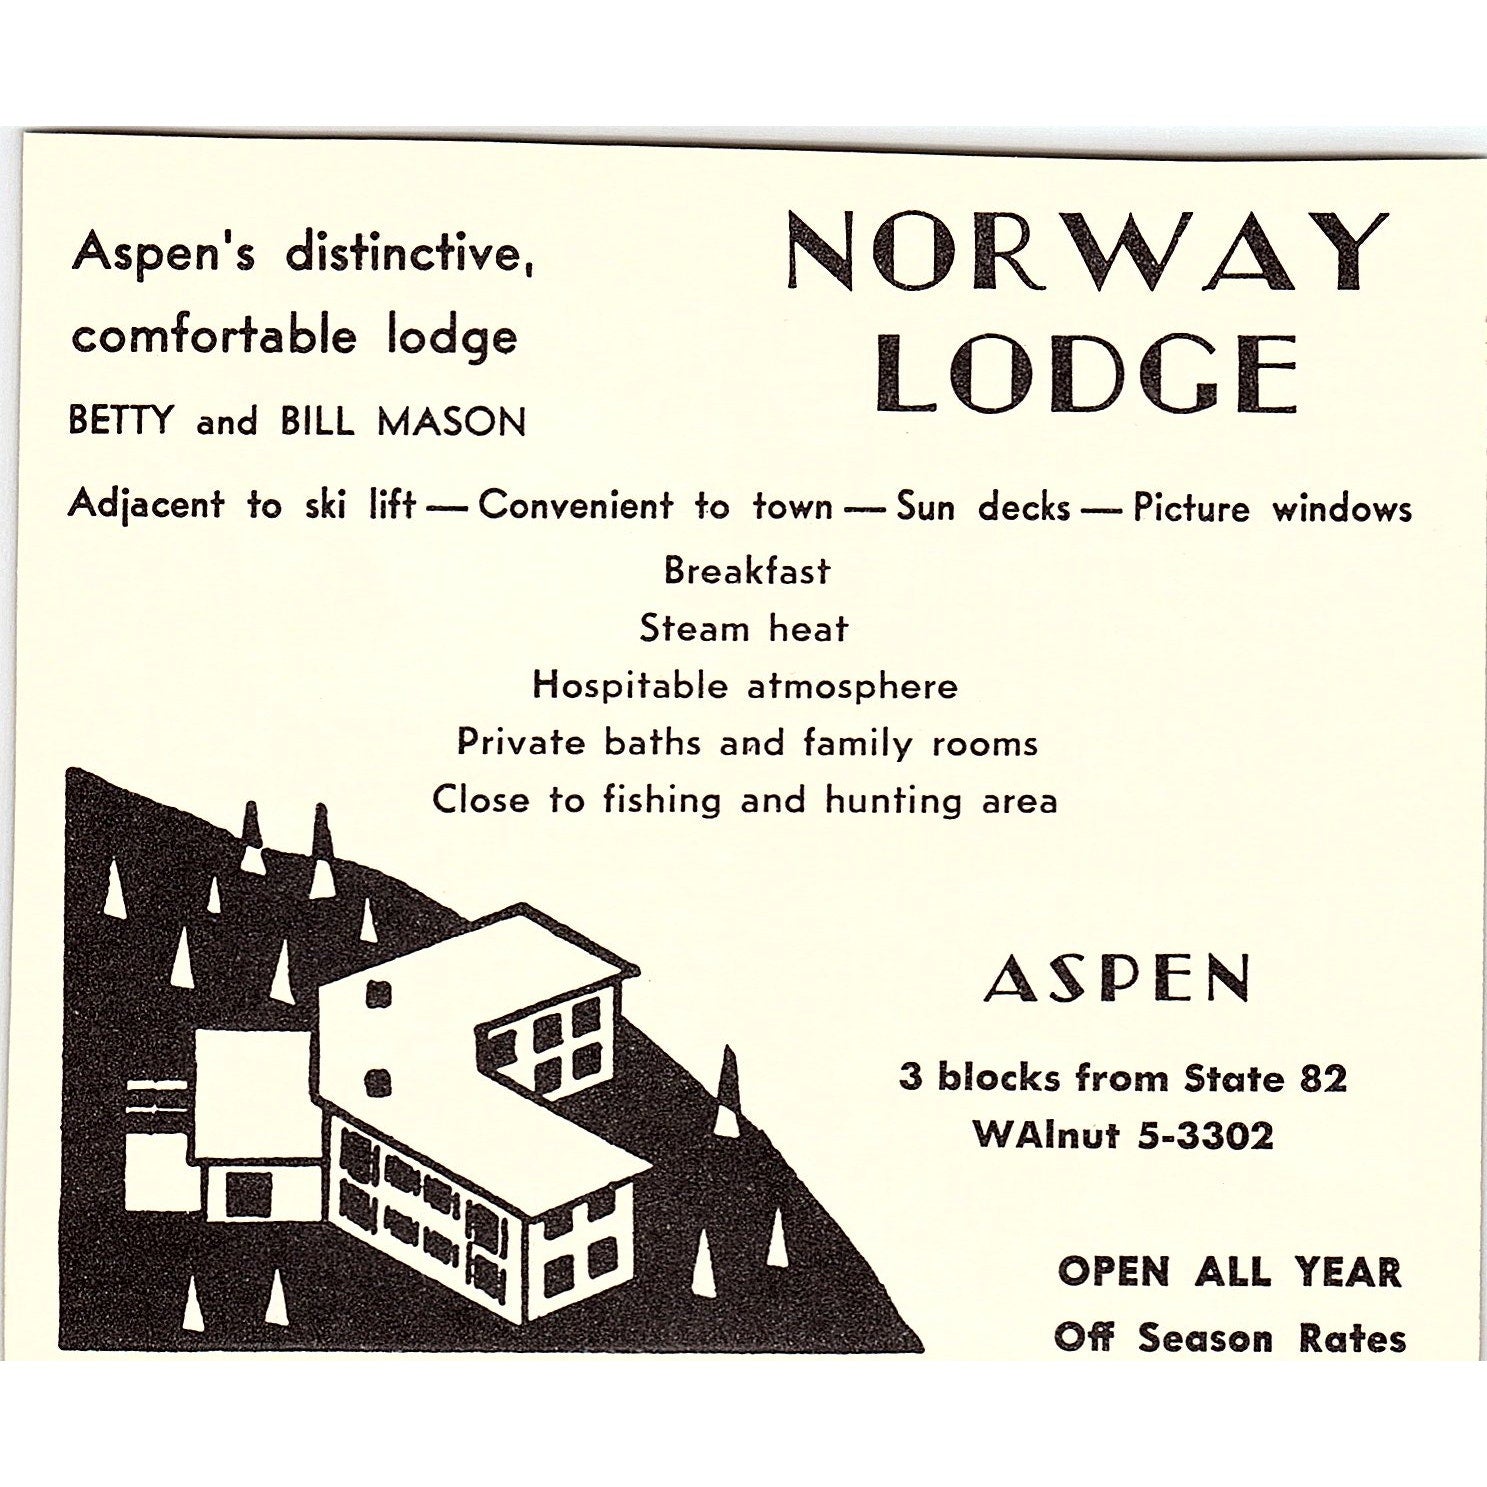 Aspen's distinctive,
comfortable lodge
BETTY and BILL MASON
NORWAY
LODGE
Adjacent to ski lift — Convenient to town — Sun decks — Picture windows
Breakfast
Steam heat
Hospitable atmosphere
Private baths and family rooms
Close to fishing and hunting area
ASPEN
3 blocks from State 82
WAlnut 5-3302
OPEN ALL YEAR
Off Season Rates